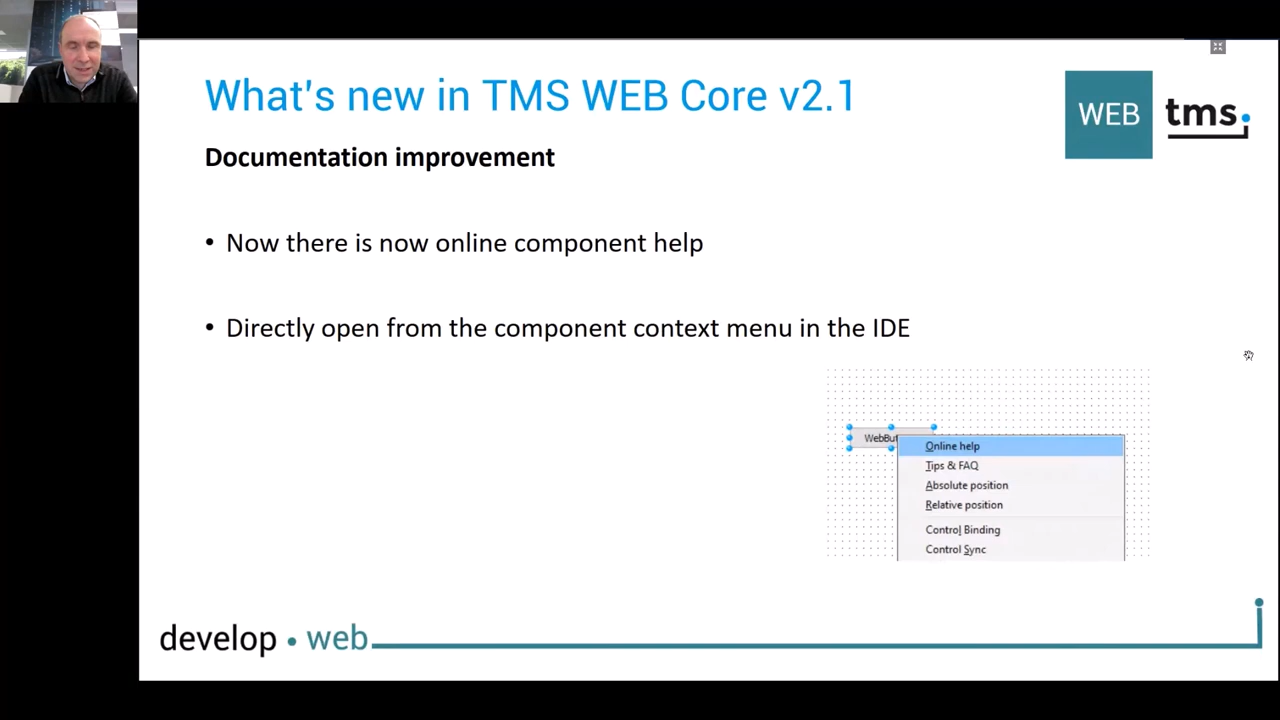 What's new in TMS WEB Core v2.1
WEB
tms.
Documentation improvement
• Now there is now online component help
• Directly open from the component context menu in the IDE
WebBut
Online help
Tips & FAQ
Absolute position
Relative position
Control Binding
Control Sync
develop • web